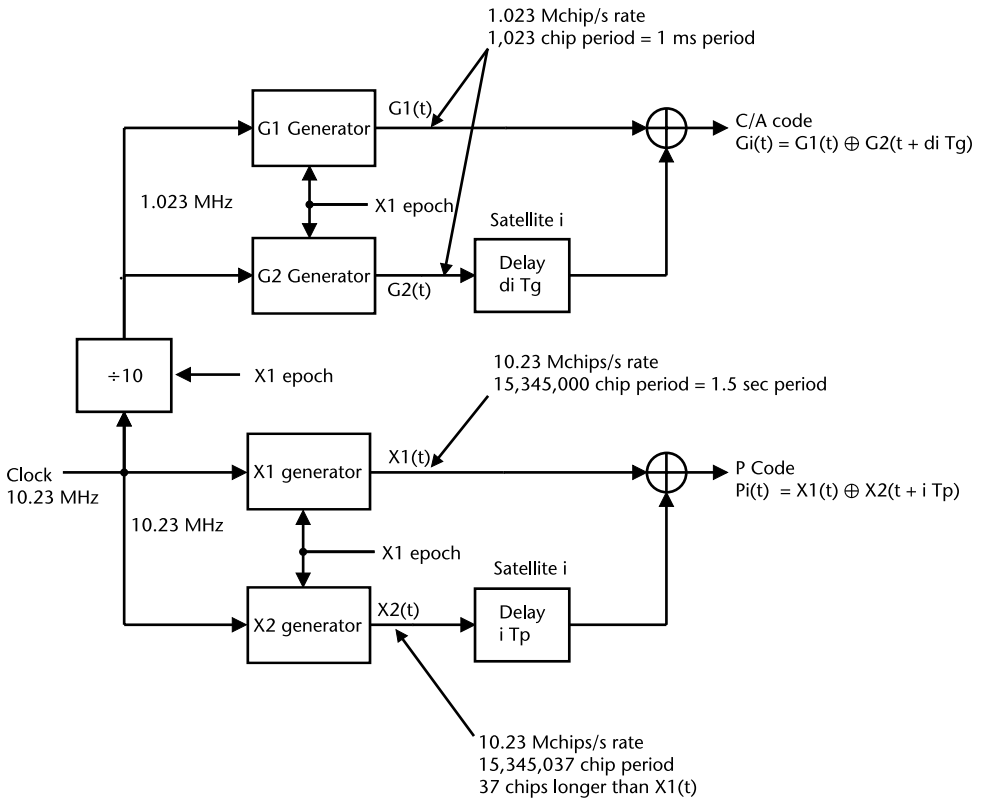 1.023 Mchip/s rate
1,023 chip period = 1 ms period
G1(t)
G1 Generator
C/A code
Gi(t) = G1(t) ⊕ G2(t + di Tg)
1.023 MHz
X1 epoch
Satellite i
G2 Generator
Delay
di Tg
G2(t)
÷10
X1 epoch
10.23 Mchips/s rate
15,345,000 chip period = 1.5 sec period
X1(t)
X1 generator
Clock
10.23 MHz
P Code
Pi(t) = X1(t) ⊕ X2(t + i Tp)
10.23 MHz
X1 epoch
Satellite i
X2(t)
X2 generator
Delay
i Tp
10.23 Mchips/s rate
15,345,037 chip period
37 chips longer than X1(t)